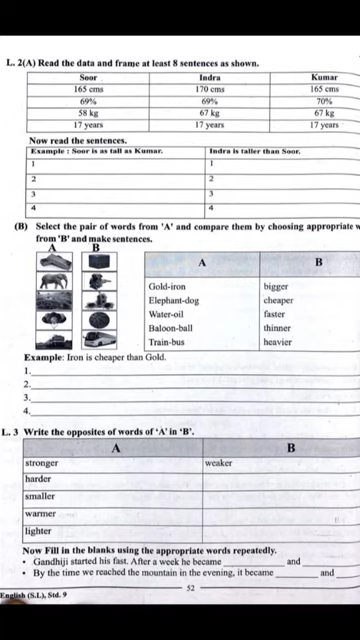 L. 2(A) Read the data and frame at least 8 sentences as shown.
Soor Indra Kumar
165 cms 170 cms 165 cms
69% 69% 70%
58 kg 67 kg 67 kg
17 years 17 years 17 years
Now read the sentences.
Example : Soor is as tall as Kumar. Indra is taller than Soor.
1 1
2 2
3 3
4 4
(B) Select the pair of words from 'A' and compare them by choosing appropriate
from 'B' and make sentences.
A B
A B
Gold-iron bigger
Elephant-dog cheaper
Water-oil faster
Baloon-ball thinner
Train-bus heavier
Example: Iron is cheaper than Gold.
1.
2.
3.
4.
L. 3 Write the opposites of words of 'A' in 'B'.
A B
stronger weaker
harder
smaller
warmer
lighter
Now Fill in the blanks using the appropriate words repeatedly.
• Gandhiji started his fast. After a week he became ________ and
• By the time we reached the mountain in the evening, it became ________ and
52
English (S.L), Std. 9